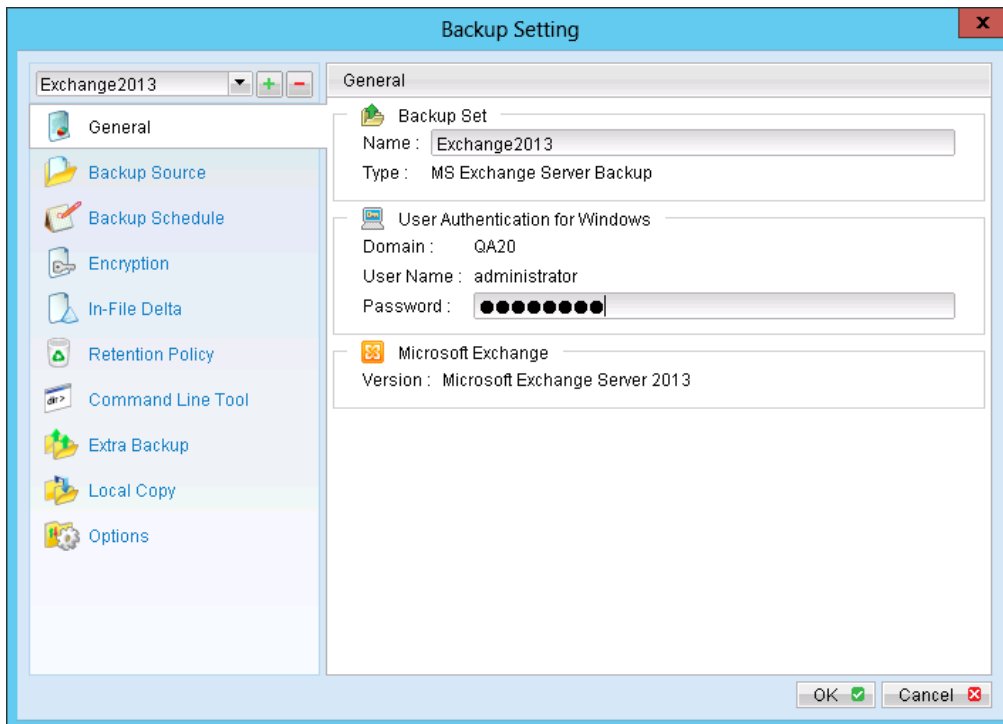 Backup Setting
x
Exchange2013
General
Backup Source
Backup Schedule
Encryption
In-File Delta
Retention Policy
dir>
Command Line Tool
Extra Backup
Local Copy
Options
General
Backup Set
Name : Exchange2013
Type : MS Exchange Server Backup
User Authentication for Windows
Domain : QA20
User Name : administrator
Password : ●●●●●●●●
Microsoft Exchange
Version : Microsoft Exchange Server 2013
OK
Cancel